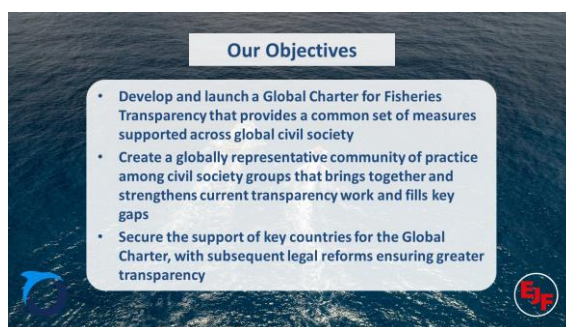 Our Objectives
• Develop and launch a Global Charter for Fisheries
Transparency that provides a common set of measures
supported across global civil society
• Create a globally representative community of practice
among civil society groups that brings together and
strengthens current transparency work and fills key
gaps
• Secure the support of key countries for the Global
Charter, with subsequent legal reforms ensuring greater
transparency
EJF